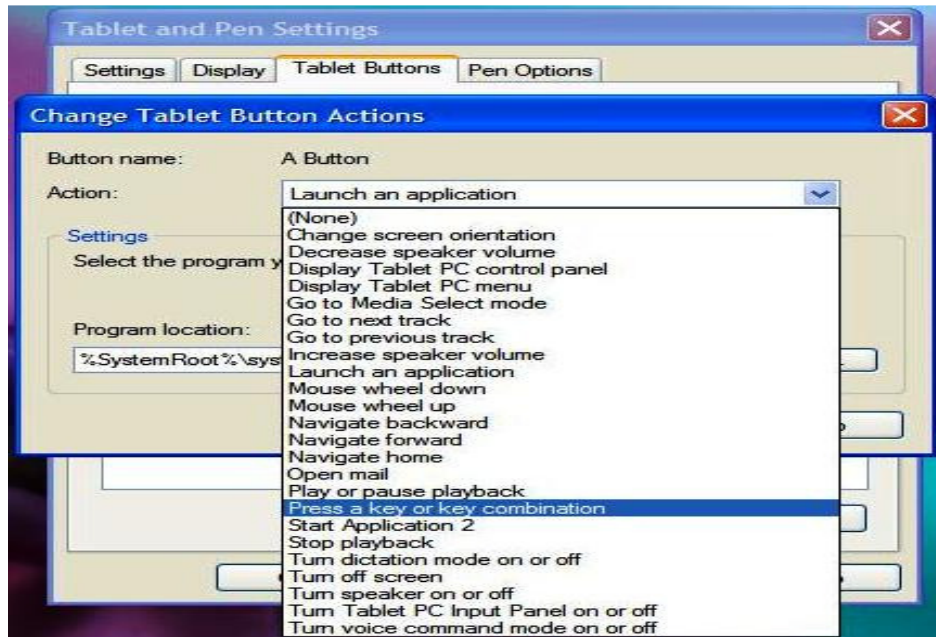 Tablet and Pen Settings
Settings Display Tablet Buttons Pen Options
Change Tablet Button Actions
Button name: A Button
Action: Launch an application
(None)
Change screen orientation
Decrease speaker volume
Display Tablet PC control panel
Display Tablet PC menu
Go to Media Select mode
Go to next track
Go to previous track
Increase speaker volume
Launch an application
Mouse wheel down
Mouse wheel up
Navigate backward
Navigate forward
Navigate home
Open mail
Play or pause playback
Press a key or key combination
Start Application 2
Stop playback
Turn dictation mode on or off
Turn off screen
Turn speaker on or off
Turn Tablet PC Input Panel on or off
Turn voice command mode on or off
Settings
Select the program y
Program location:
%SystemRoot%\sys